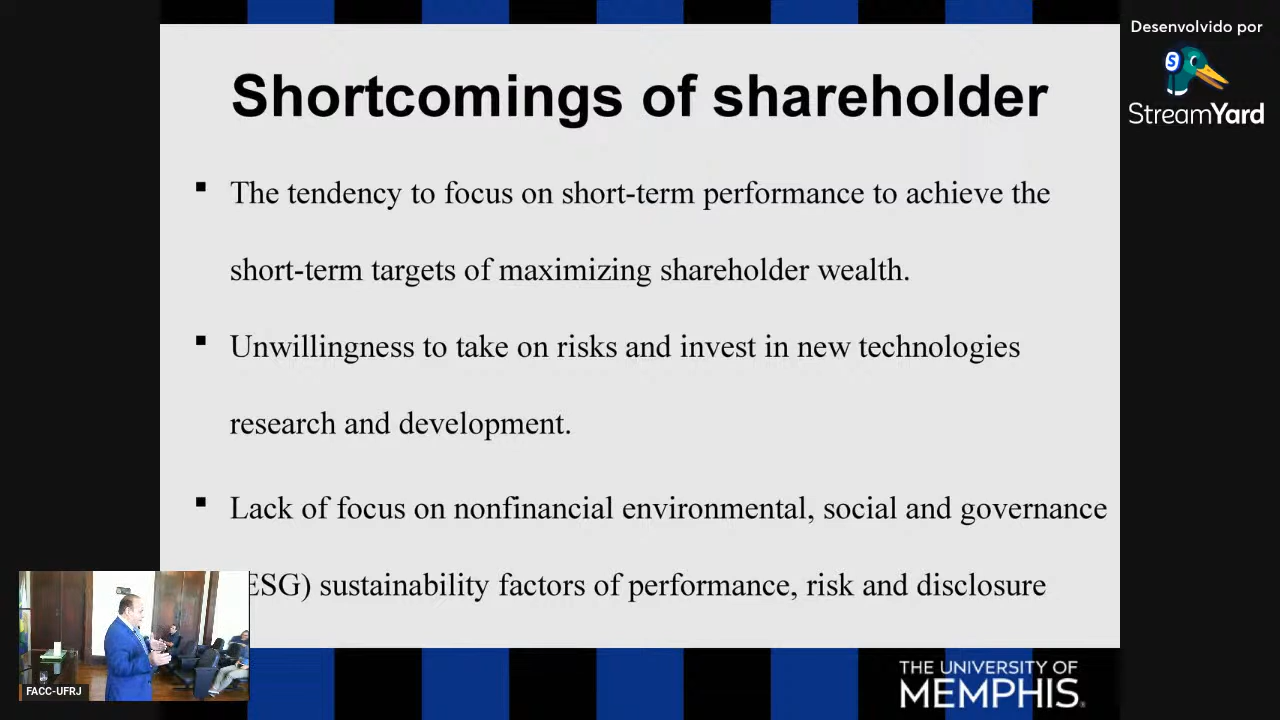 Desenvolvido por
StreamYard
Shortcomings of shareholder
The tendency to focus on short-term performance to achieve the
short-term targets of maximizing shareholder wealth.
Unwillingness to take on risks and invest in new technologies
research and development.
Lack of focus on nonfinancial environmental, social and governance
ESG) sustainability factors of performance, risk and disclosure
FACC-UFRJ
THE UNIVERSITY OF
MEMPHIS.